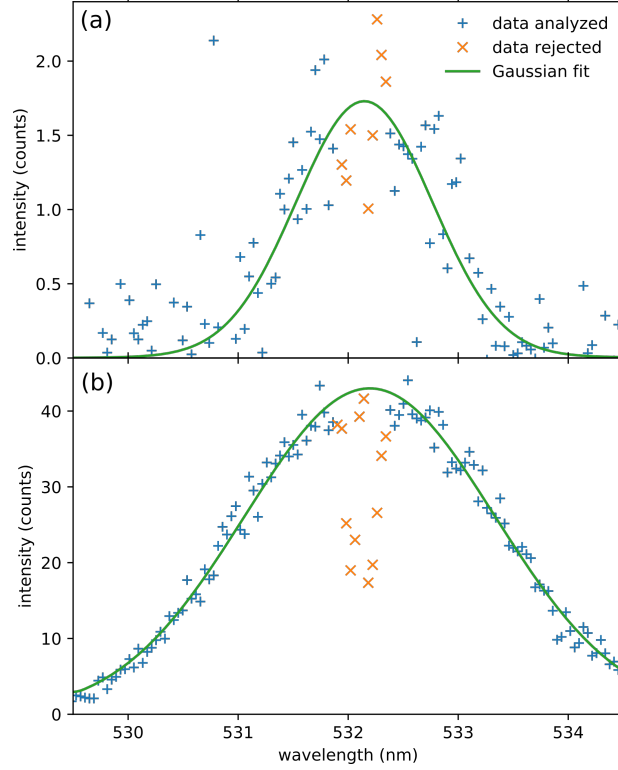 (a)
data analyzed
data rejected
Gaussian fit
2.0
1.5
1.0
0.5
0.0
intensity (counts)
(b)
40
30
20
10
0
intensity (counts)
530 531 532 533 534
wavelength (nm)